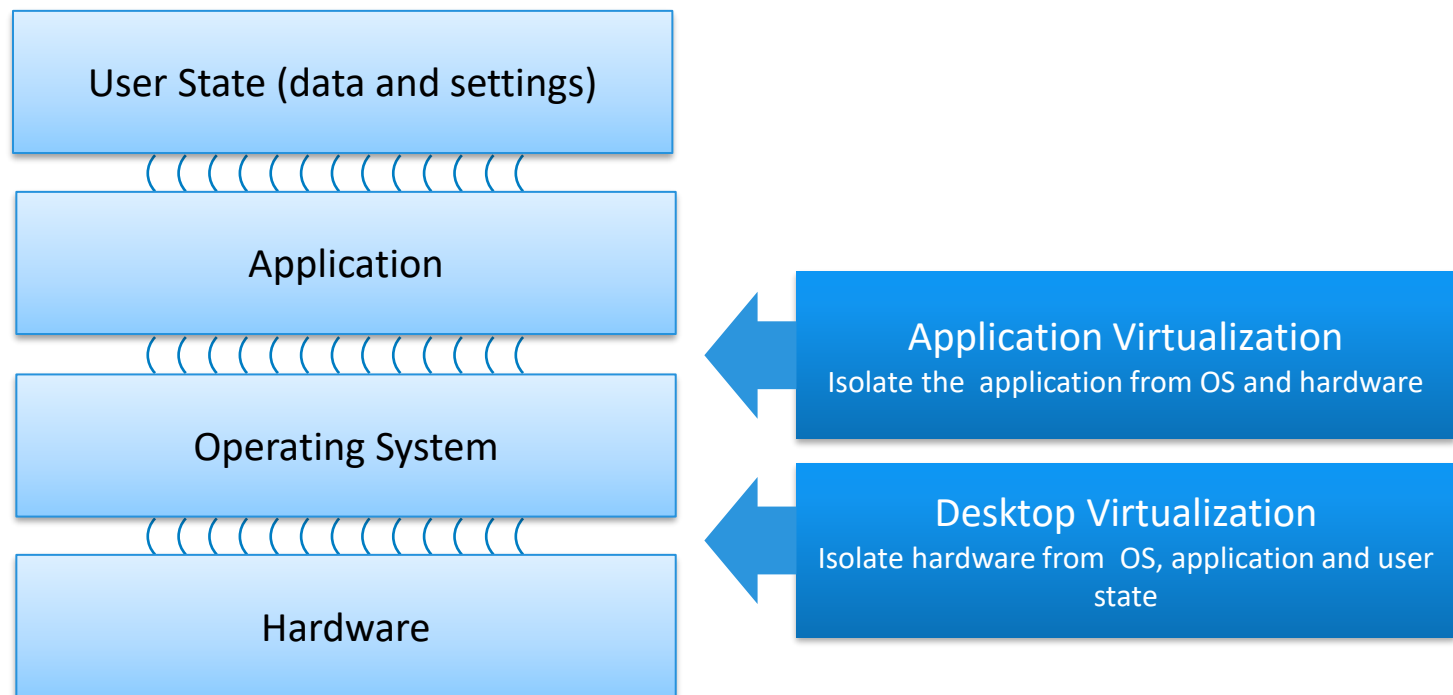 User State (data and settings)
Application
Operating System
Hardware
Application Virtualization
Isolate the  application from OS and hardware
Desktop Virtualization
Isolate hardware from  OS, application and user
state